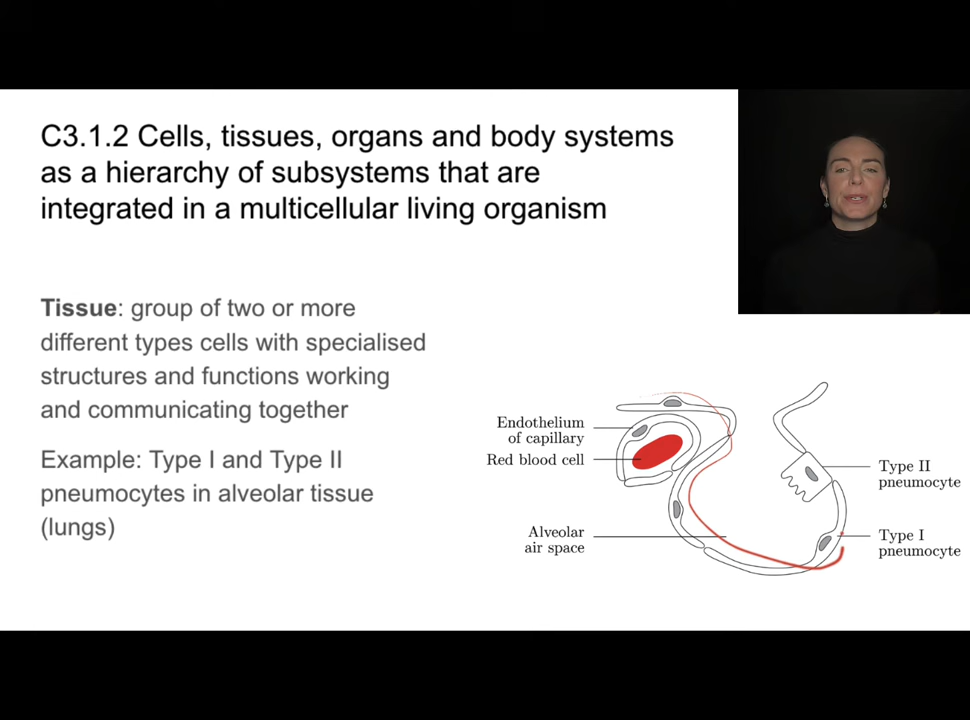 C3.1.2 Cells, tissues, organs and body systems
as a hierarchy of subsystems that are
integrated in a multicellular living organism
Tissue: group of two or more
different types cells with specialised
structures and functions working
and communicating together
Example: Type I and Type II
pneumocytes in alveolar tissue
(lungs)
Endothelium
of capillary
Red blood cell
Alveolar
air space
Type II
pneumocyte
Type I
pneumocyte